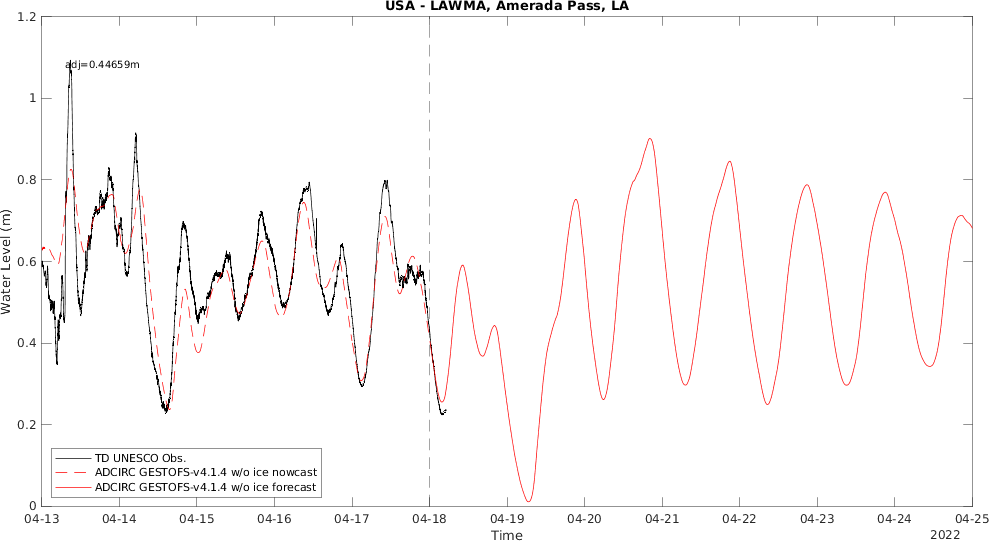 USA - LAWMA, Amerada Pass, LA
1.2
1
0.8
0.6
0.4
0.2
0
Water Level (m)
adj=0.44659m
TD UNESCO Obs.
ADCIRC GESTOFS-v4.1.4 w/o ice nowcast
ADCIRC GESTOFS-v4.1.4 w/o ice forecast
04-13 04-14 04-15 04-16 04-17 04-18 04-19 04-20 04-21 04-22 04-23 04-24 04-25
Time
2022